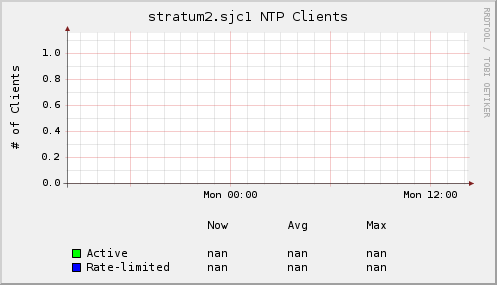 stratum2.sjc1 NTP Clients
RRDTOOL / TOBI OETIKER
# of Clients
1.0
0.8
0.6
0.4
0.2
0.0
Mon 00:00 Mon 12:00
Now Avg Max
Active nan nan nan
Rate-limited nan nan nan